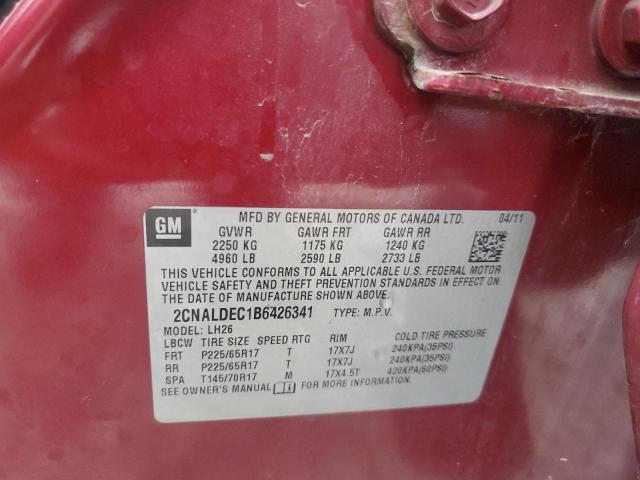 GM
MFD BY GENERAL MOTORS OF CANADA LTD. 04/11
GVWR GAWR FRT GAWR RR
2250 KG 1175 KG 1240 KG
4960 LB 2590 LB 2733 LB
THIS VEHICLE CONFORMS TO ALL APPLICABLE U.S. FEDERAL MOTOR
VEHICLE SAFETY AND THEFT PREVENTION STANDARDS IN EFFECT ON
THE DATE OF MANUFACTURE SHOWN ABOVE.
2CNALDEC1B6426341 TYPE: M.P.V.
MODEL: LH26
LBCW TIRE SIZE SPEED RTG RIM COLD TIRE PRESSURE
FRT P225/65R17 T 17X7J 240KPA(35PSI)
RR P225/65R17 T 17X7J 240KPA(35PSI)
SPA T145/70R17 M 17X4.5T 420KPA(60PSI)
SEE OWNER'S MANUAL FOR MORE INFORMATION.